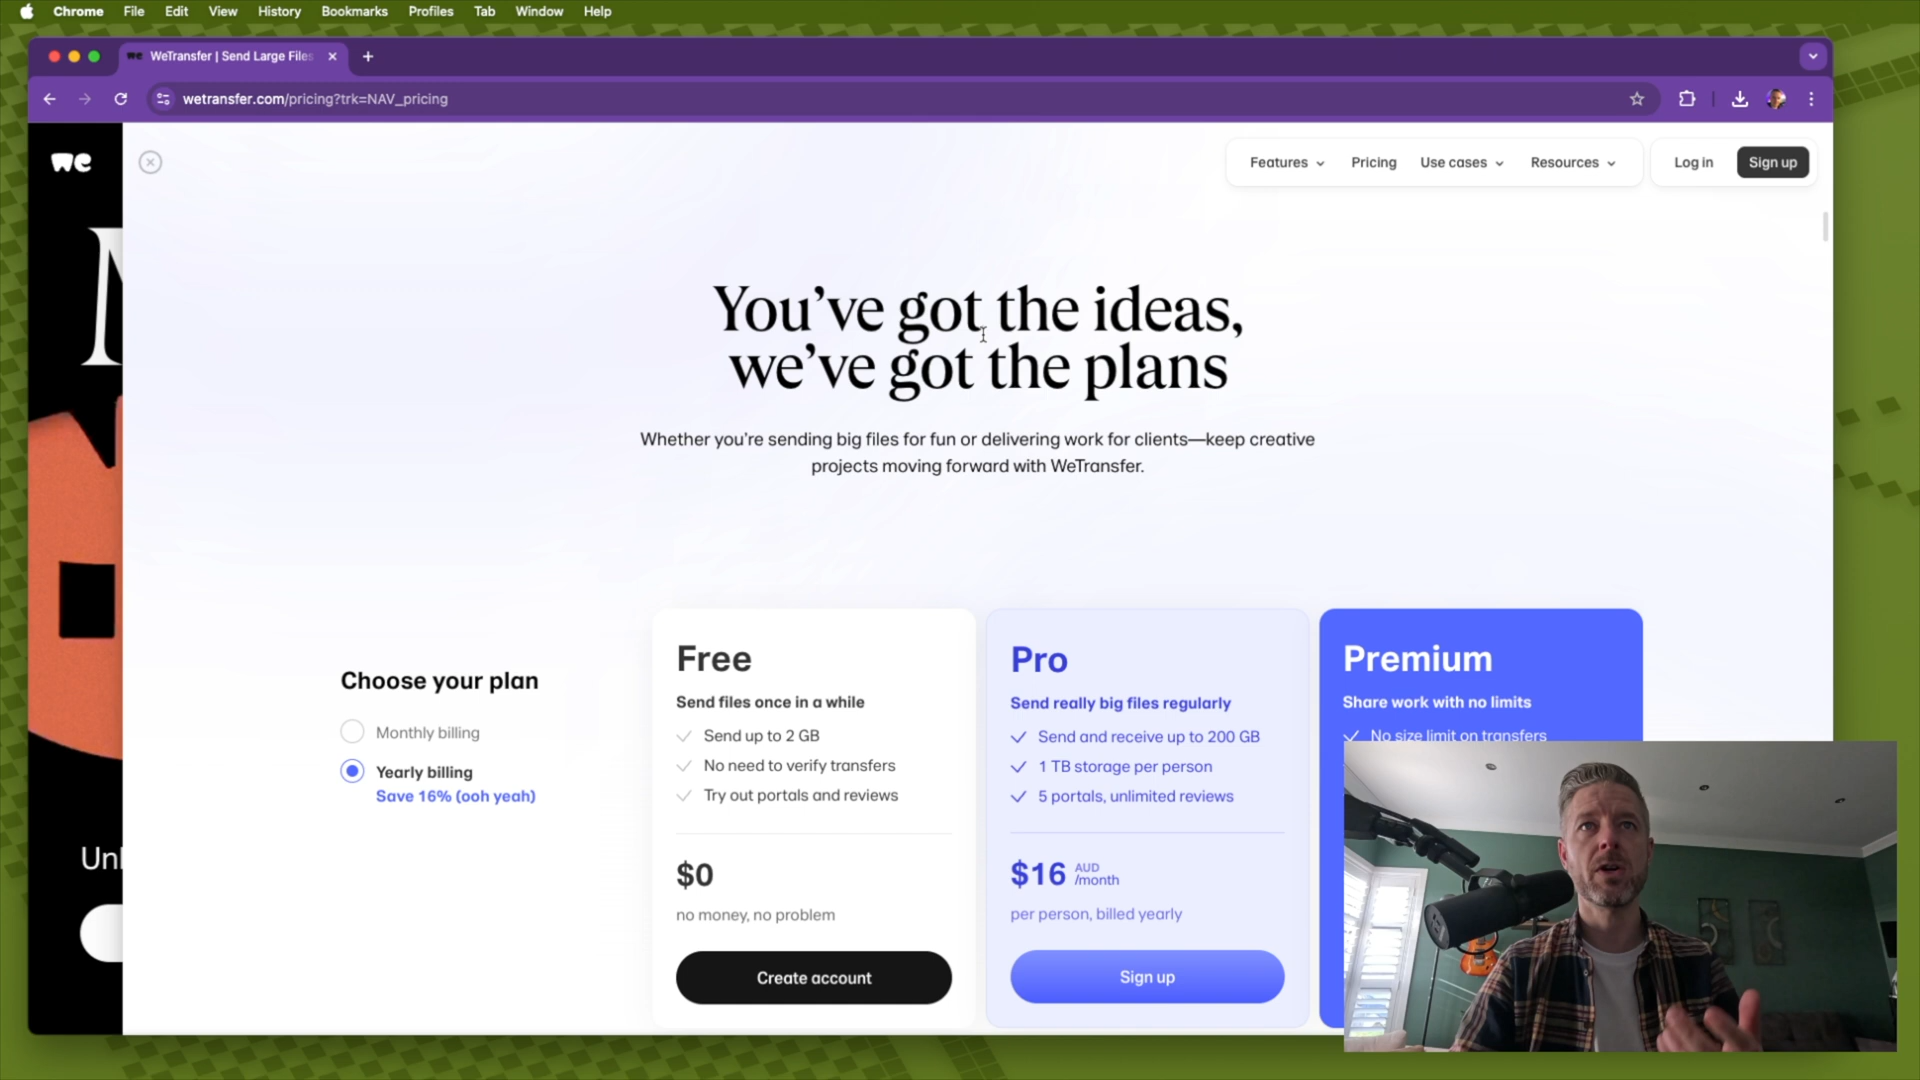 Chrome File Edit View History Bookmarks Profiles Tab Window Help
WeTransfer | Send Large Files
wetransfer.com/pricing?trk=NAV_pricing
we
Features Pricing Use cases Resources Log in Sign up
You've got the ideas,
we've got the plans
Whether you're sending big files for fun or delivering work for clients—keep creative
projects moving forward with WeTransfer.
Choose your plan
Monthly billing
Yearly billing
Save 16% (ooh yeah)
Free
Send files once in a while
Send up to 2 GB
No need to verify transfers
Try out portals and reviews
$0
no money, no problem
Create account
Pro
Send really big files regularly
Send and receive up to 200 GB
1 TB storage per person
5 portals, unlimited reviews
$16 AUD
/month
per person, billed yearly
Sign up
Premium
Share work with no limits
No size limit on transfers